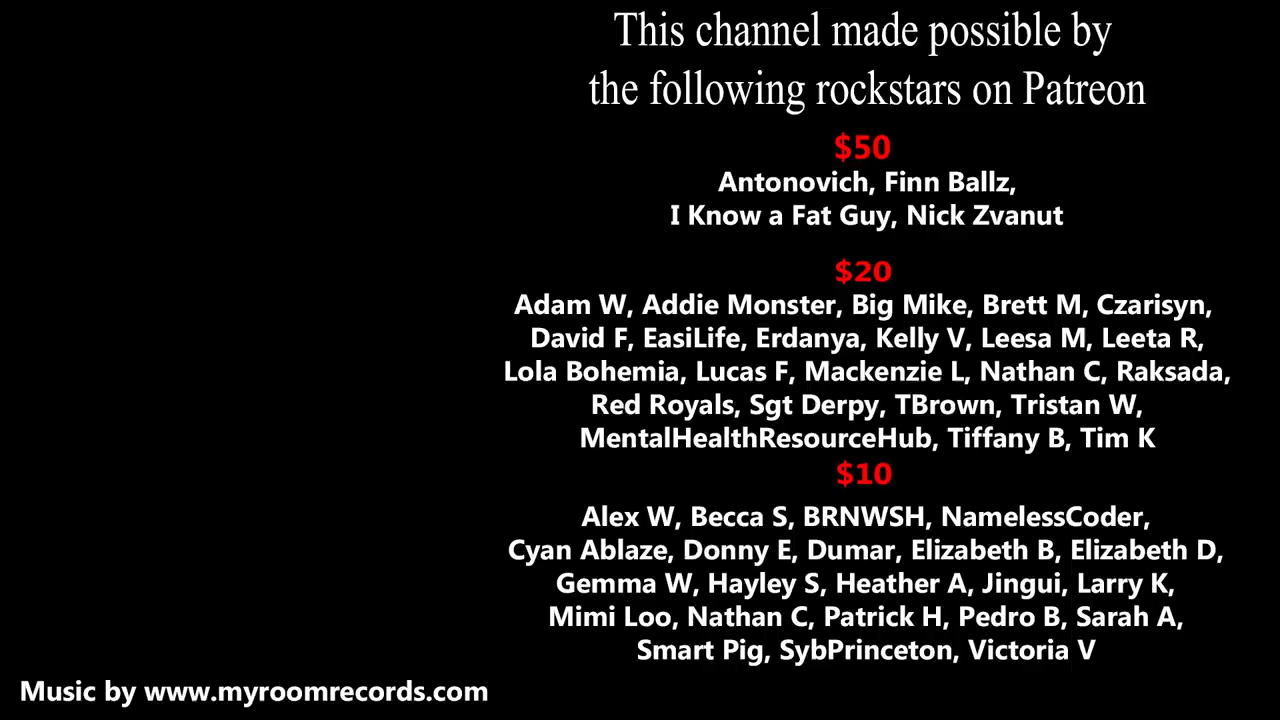 This channel made possible by
the following rockstars on Patreon
$50
Antonovich, Finn Ballz,
I Know a Fat Guy, Nick Zvanut
$20
Adam W, Addie Monster, Big Mike, Brett M, Czarisyn,
David F, EasiLife, Erdanya, Kelly V, Leesa M, Leeta R,
Lola Bohemia, Lucas F, Mackenzie L, Nathan C, Raksada,
Red Royals, Sgt Derpy, TBrown, Tristan W,
MentalHealthResourceHub, Tiffany B, Tim K
$10
Alex W, Becca S, BRNWSH, NamelessCoder,
Cyan Ablaze, Donny E, Dumar, Elizabeth B, Elizabeth D,
Gemma W, Hayley S, Heather A, Jingui, Larry K,
Mimi Loo, Nathan C, Patrick H, Pedro B, Sarah A,
Smart Pig, SybPrinceton, Victoria V
Music by www.myroomrecords.com